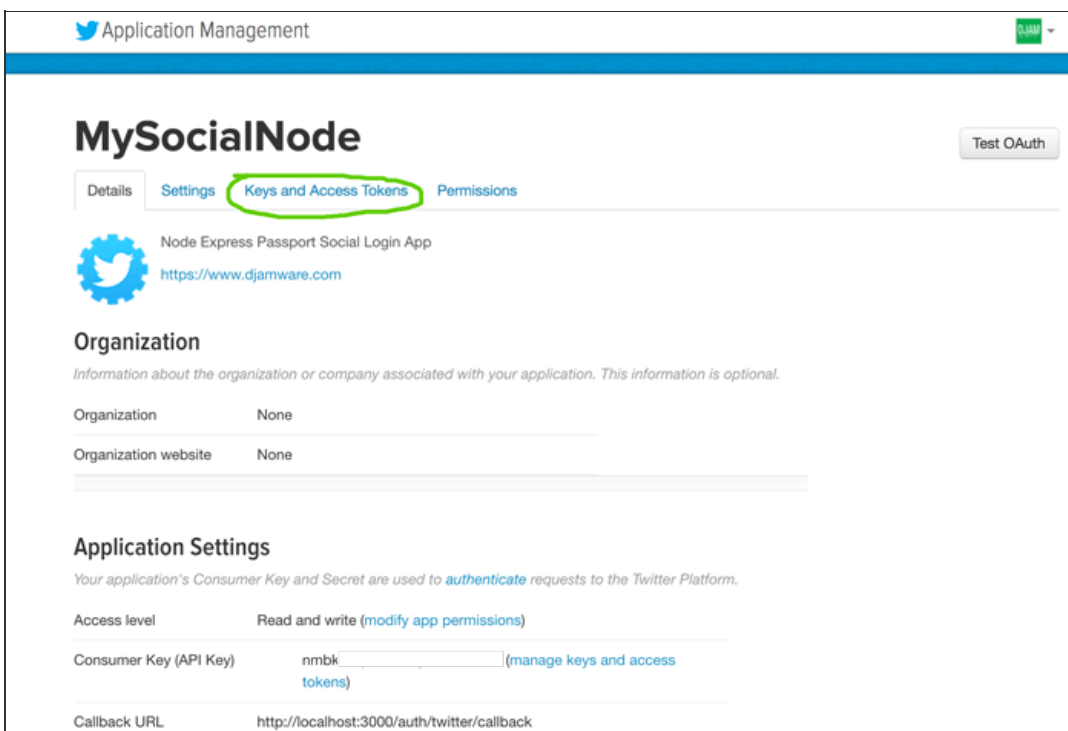 Application Management
DJAM
MySocialNode
Test OAuth
Details Settings Keys and Access Tokens Permissions
Node Express Passport Social Login App
https://www.djamware.com
Organization
Information about the organization or company associated with your application. This information is optional.
Organization None
Organization website None
Application Settings
Your application's Consumer Key and Secret are used to authenticate requests to the Twitter Platform.
Access level Read and write (modify app permissions)
Consumer Key (API Key) nmbk (manage keys and access
tokens)
Callback URL http://localhost:3000/auth/twitter/callback